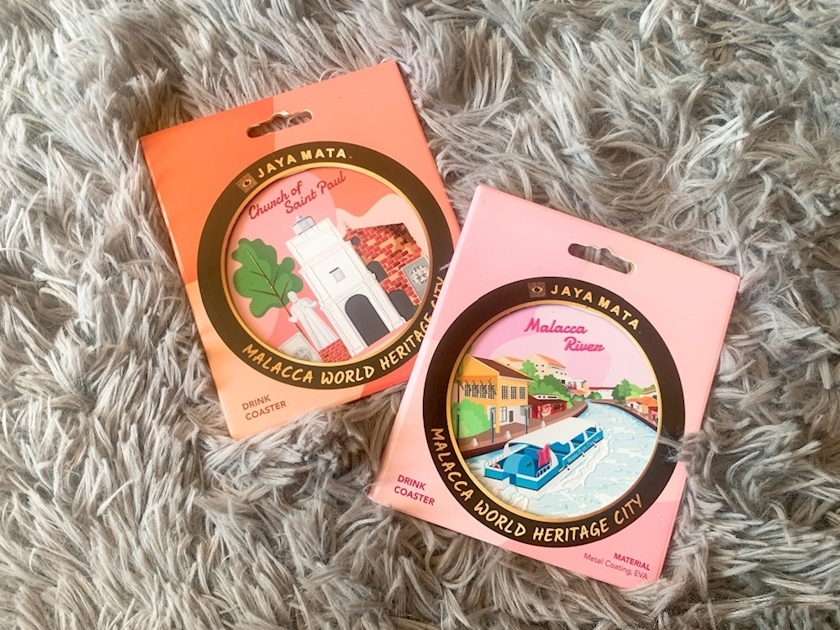 JAYA MATA
Church of
Saint Paul
MALACCA WORLD HERITAGE CITY
DRINK
COASTER
JAYA MATA
Malacca
River
MALACCA WORLD HERITAGE CITY
DRINK
COASTER
MATERIAL
Metal Coating, EVA